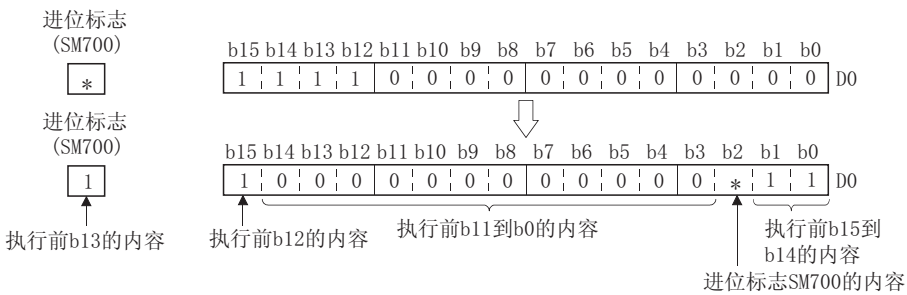 进位标志
(SM700)
b15 b14 b13 b12 b11 b10 b9 b8 b7 b6 b5 b4 b3 b2 b1 b0
* 1 1 1 1 0 0 0 0 0 0 0 0 0 0 0 0 D0
进位标志
(SM700)
b15 b14 b13 b12 b11 b10 b9 b8 b7 b6 b5 b4 b3 b2 b1 b0
1 1 0 0 0 0 0 0 0 0 0 0 0 0 * 1 1 D0
执行前b13的内容
执行前b12的内容
执行前b11到b0的内容
执行前b15到
b14的内容
进位标志SM700的内容